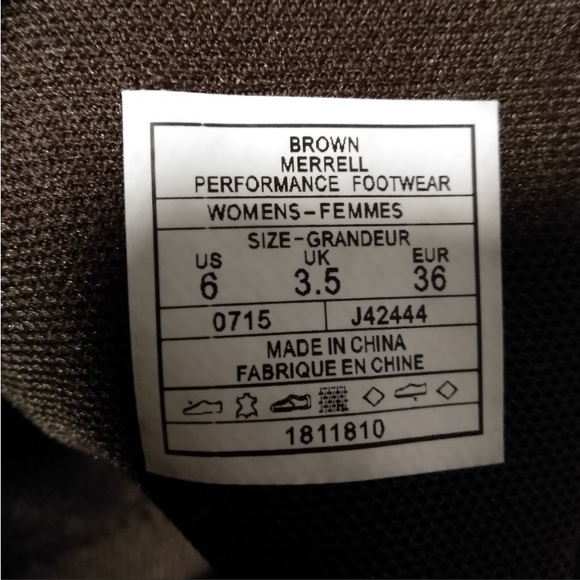 BROWN
MERRELL
PERFORMANCE FOOTWEAR
WOMENS-FEMMES
SIZE-GRANDEUR
US UK EUR
6 3.5 36
0715 J42444
MADE IN CHINA
FABRIQUE EN CHINE
1811810